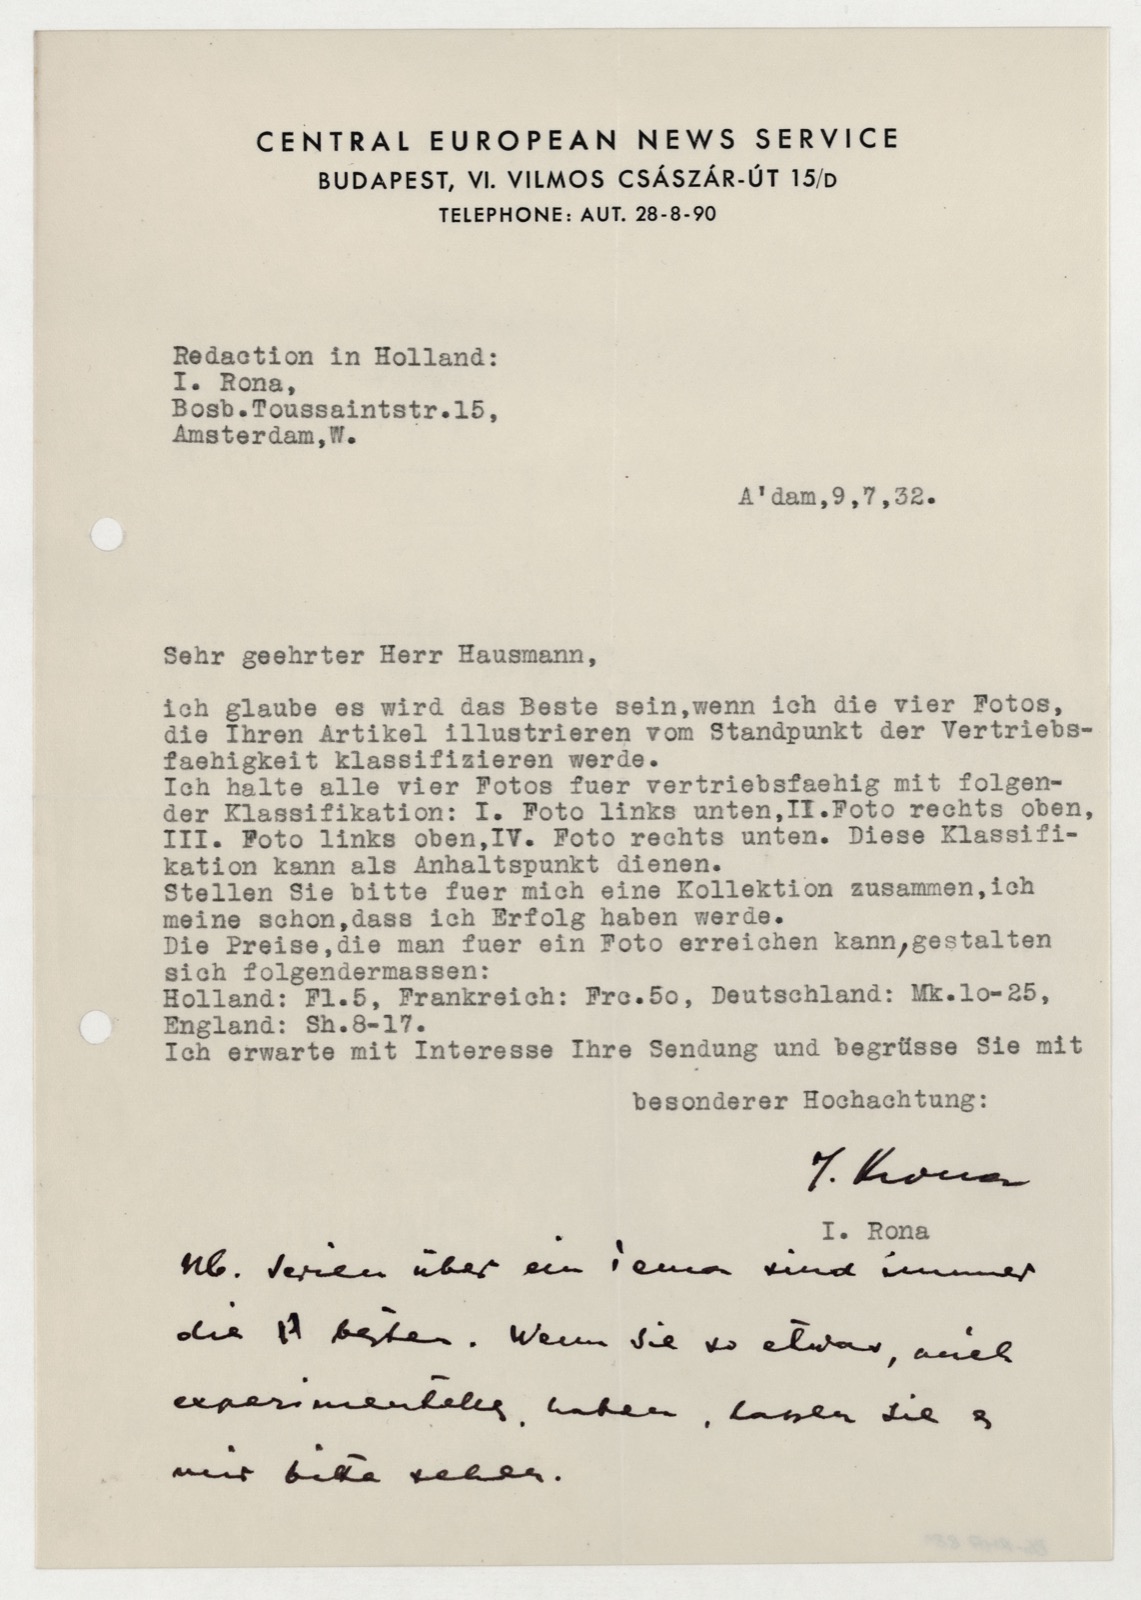 CENTRAL EUROPEAN NEWS SERVICE
BUDAPEST, VI. VILMOS CSÁSZÁR-ÚT 15/D
TELEPHONE: AUT. 28-8-90
Redaction in Holland:
I. Rona,
Bosb.Toussaintstr.15,
Amsterdam,W.
A'dam,9,7,32.
Sehr geehrter Herr Hausmann,
ich glaube es wird das Beste sein,wenn ich die vier Fotos,
die Ihren Artikel illustrieren vom Standpunkt der Vertriebs-
faehigkeit klassifizieren werde.
Ich halte alle vier Fotos fuer vertriebsfaehig mit folgen-
der Klassifikation: I. Foto links unten,II.Foto rechts oben,
III. Foto links oben,IV. Foto rechts unten. Diese Klassifi-
kation kann als Anhaltspunkt dienen.
Stellen Sie bitte fuer mich eine Kollektion zusammen,ich
meine schon,dass ich Erfolg haben werde.
Die Preise,die man fuer ein Foto erreichen kann,gestalten
sich folgendermassen:
Holland: Fl.5, Frankreich: Frc.5o, Deutschland: Mk.lo-25,
England: Sh.8-17.
Ich erwarte mit Interesse Ihre Sendung und begrüsse Sie mit
besonderer Hochachtung:
I. Rona
Nb. Serien über ein Tema sind immer
die besten. Wenn Sie so etwas, auch
haben, lassen Sie es
mir bitte sehen.